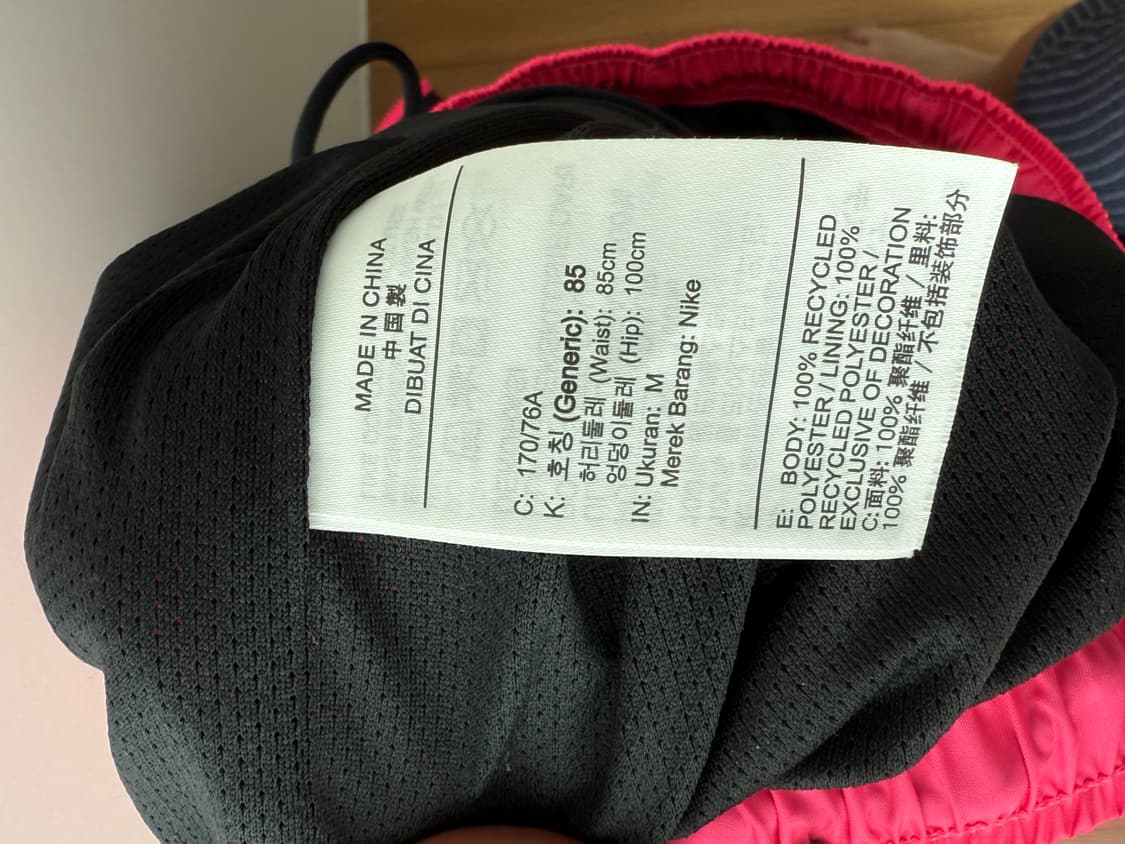 MADE IN CHINA
中 国 製
DIBUAT DI CINA
C: 170/76A
K: 호칭 (Generic): 85
허리둘레 (Waist): 85cm
엉덩이둘레 (Hip): 100cm
IN: Ukuran: M
Merek Barang: Nike
E: BODY: 100% RECYCLED
POLYESTER / LINING: 100%
RECYCLED POLYESTER /
EXCLUSIVE OF DECORATION
C: 面料: 100% 聚酯纤维 / 里料:
100% 聚酯纤维 / 不包括装饰部分